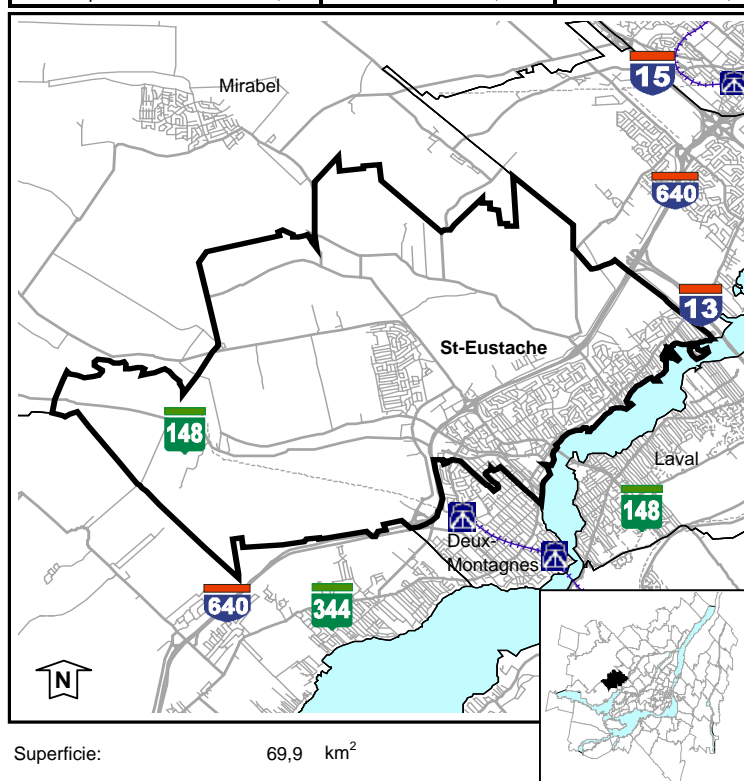 Mirabel
15
640
13
St-Eustache
148
Laval
148
Deux-
Montagnes
640
344
N
Superficie: 69,9 km²